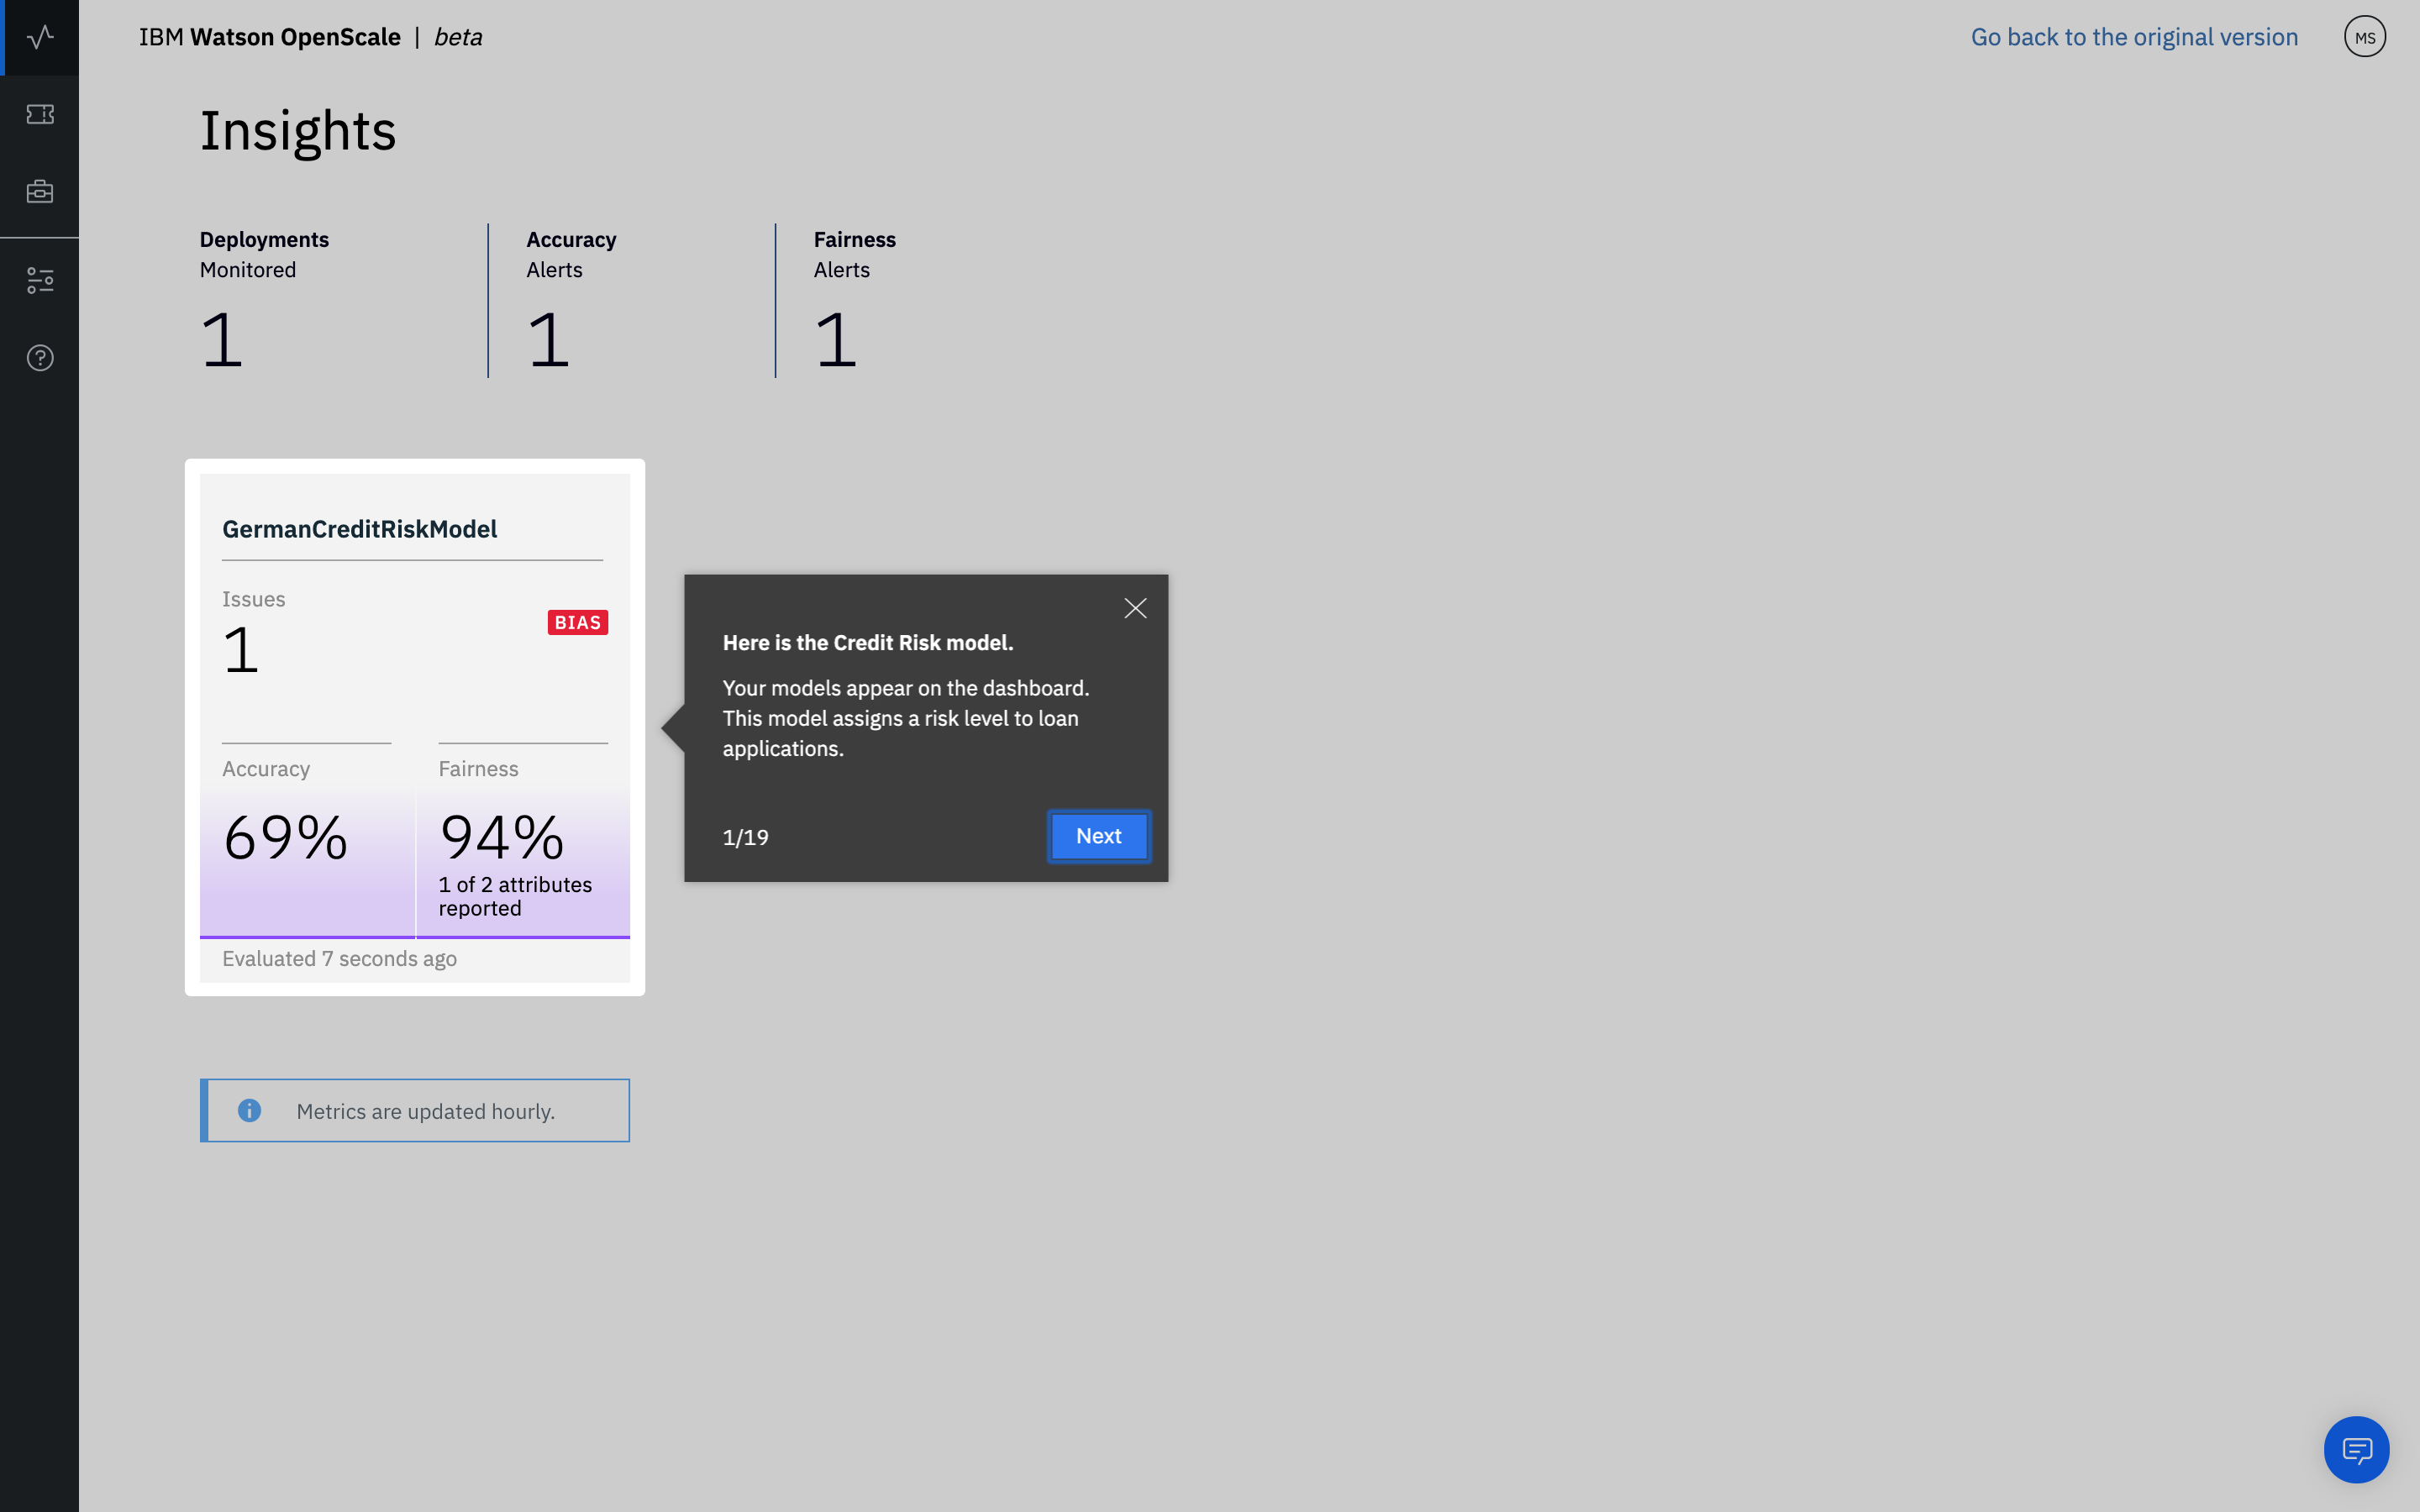 IBM Watson OpenScale | beta
Go back to the original version
MS
Insights
Deployments
Monitored
1
Accuracy
Alerts
1
Fairness
Alerts
1
GermanCreditRiskModel
Issues
1
BIAS
Accuracy
69%
Fairness
94%
1 of 2 attributes
reported
Evaluated 7 seconds ago
Here is the Credit Risk model.
Your models appear on the dashboard.
This model assigns a risk level to loan
applications.
1/19
Next
Metrics are updated hourly.